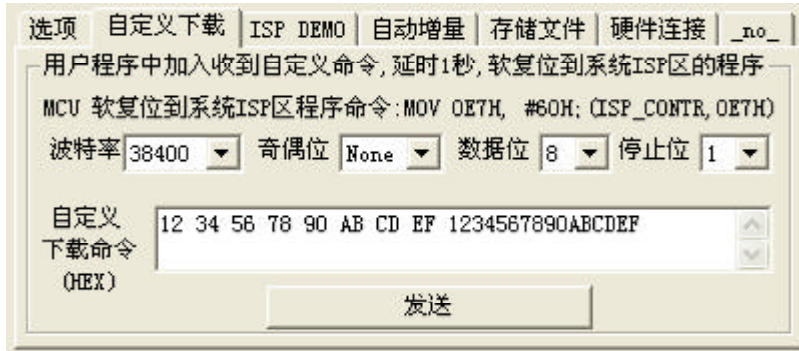 选项 自定义下载 ISP DEMO 自动增量 存储文件 硬件连接 _no_
用户程序中加入收到自定义命令,延时1秒,软复位到系统ISP区的程序
MCU 软复位到系统ISP区程序命令:MOV 0E7H, #60H; (ISP_CONTR,0E7H)
波特率 38400 奇偶位 None 数据位 8 停止位 1
自定义
下载命令
(HEX)
12 34 56 78 90 AB CD EF 1234567890ABCDEF
发送